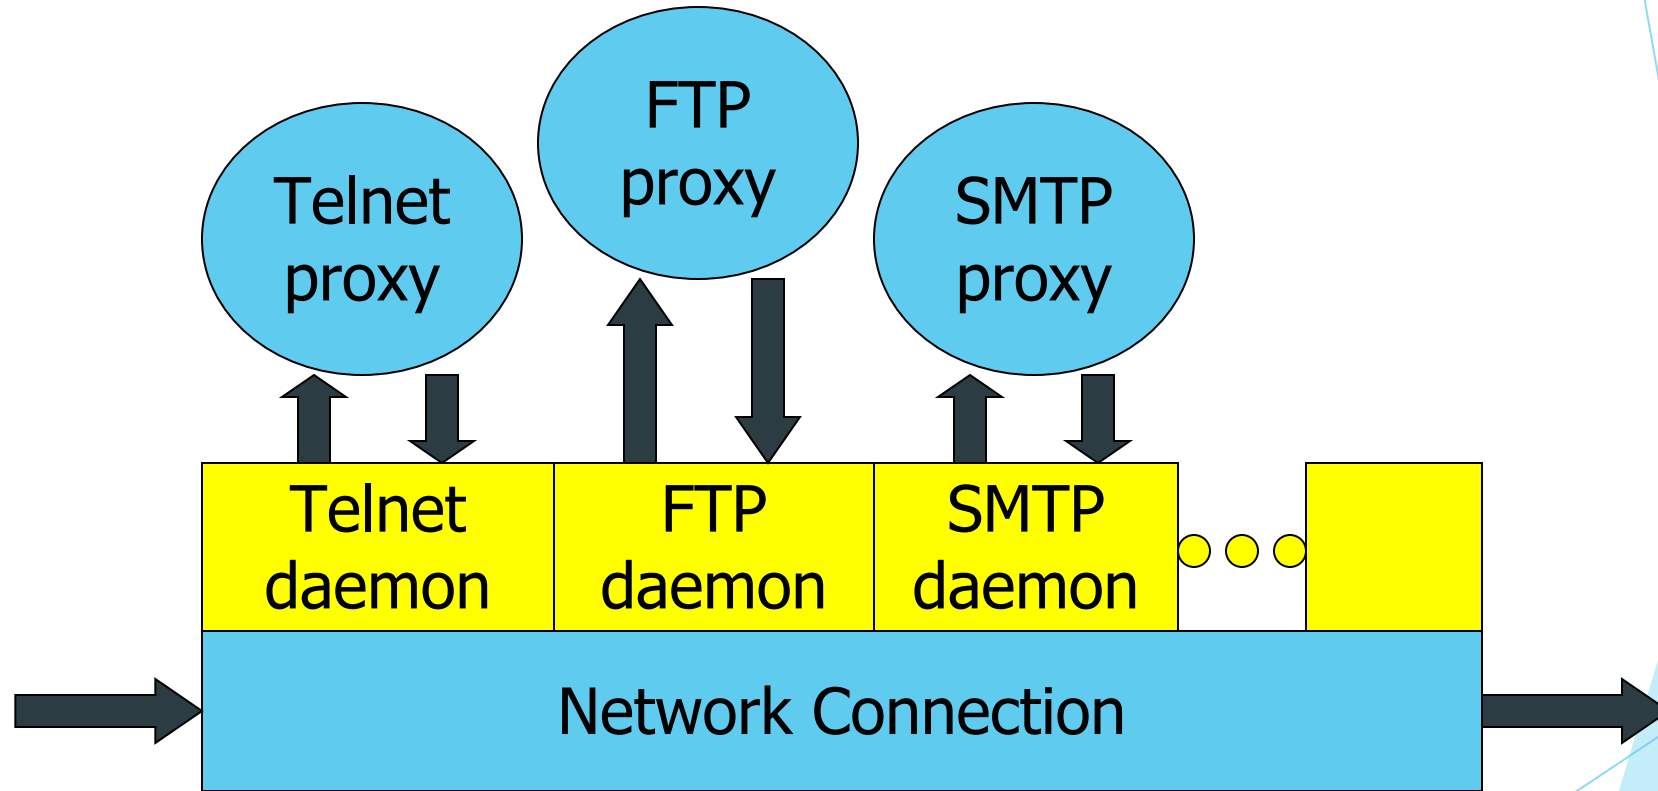 FTP
proxy
Telnet
proxy
SMTP
proxy
Telnet
daemon
FTP
daemon
SMTP
daemon
Network Connection